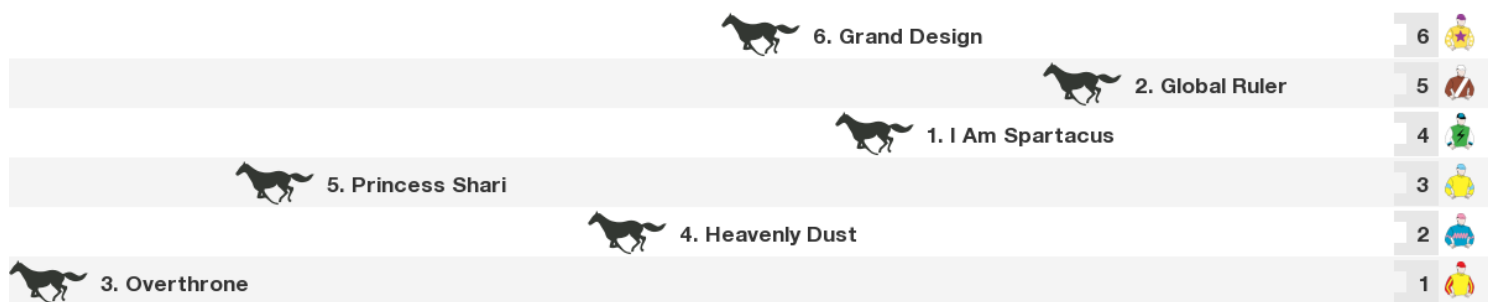 6. Grand Design 6
2. Global Ruler 5
1. I Am Spartacus 4
5. Princess Shari 3
4. Heavenly Dust 2
3. Overthrone 1